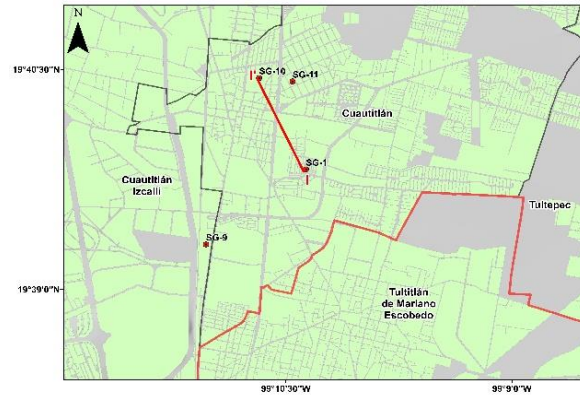 N
19°40'30"N
I'
SG-10
SG-11
Cuautitlán
SG-1
I
Cuautitlán
Izcalli
Tultepec
SG-9
19°39'0"N
Tultitlán
de Mariano
Escobedo
99°10'30"W
99°9'0"W